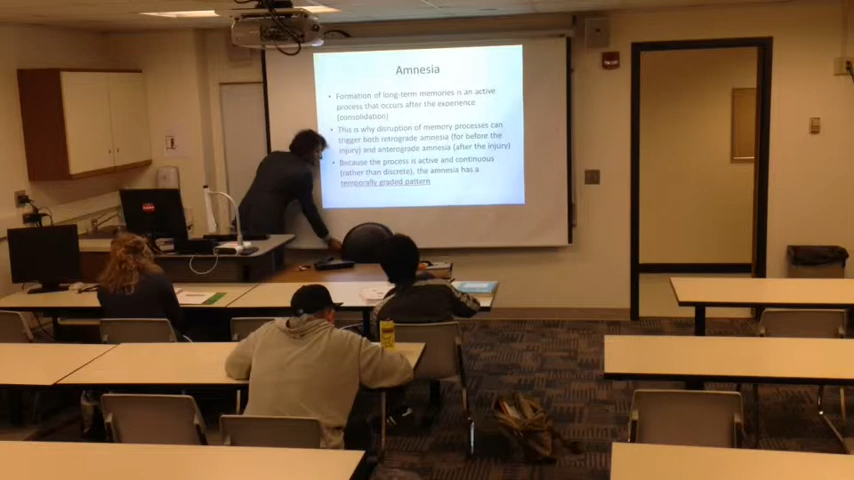 Amnesia
• Formation of long-term memories is an active
process that occurs after the experience
(consolidation)
• This is why disruption of memory processes can
trigger both retrograde amnesia (for before the
injury) and anterograde amnesia (after the injury)
• Because the process is active and continuous
(rather than discrete), the amnesia has a
temporally graded pattern